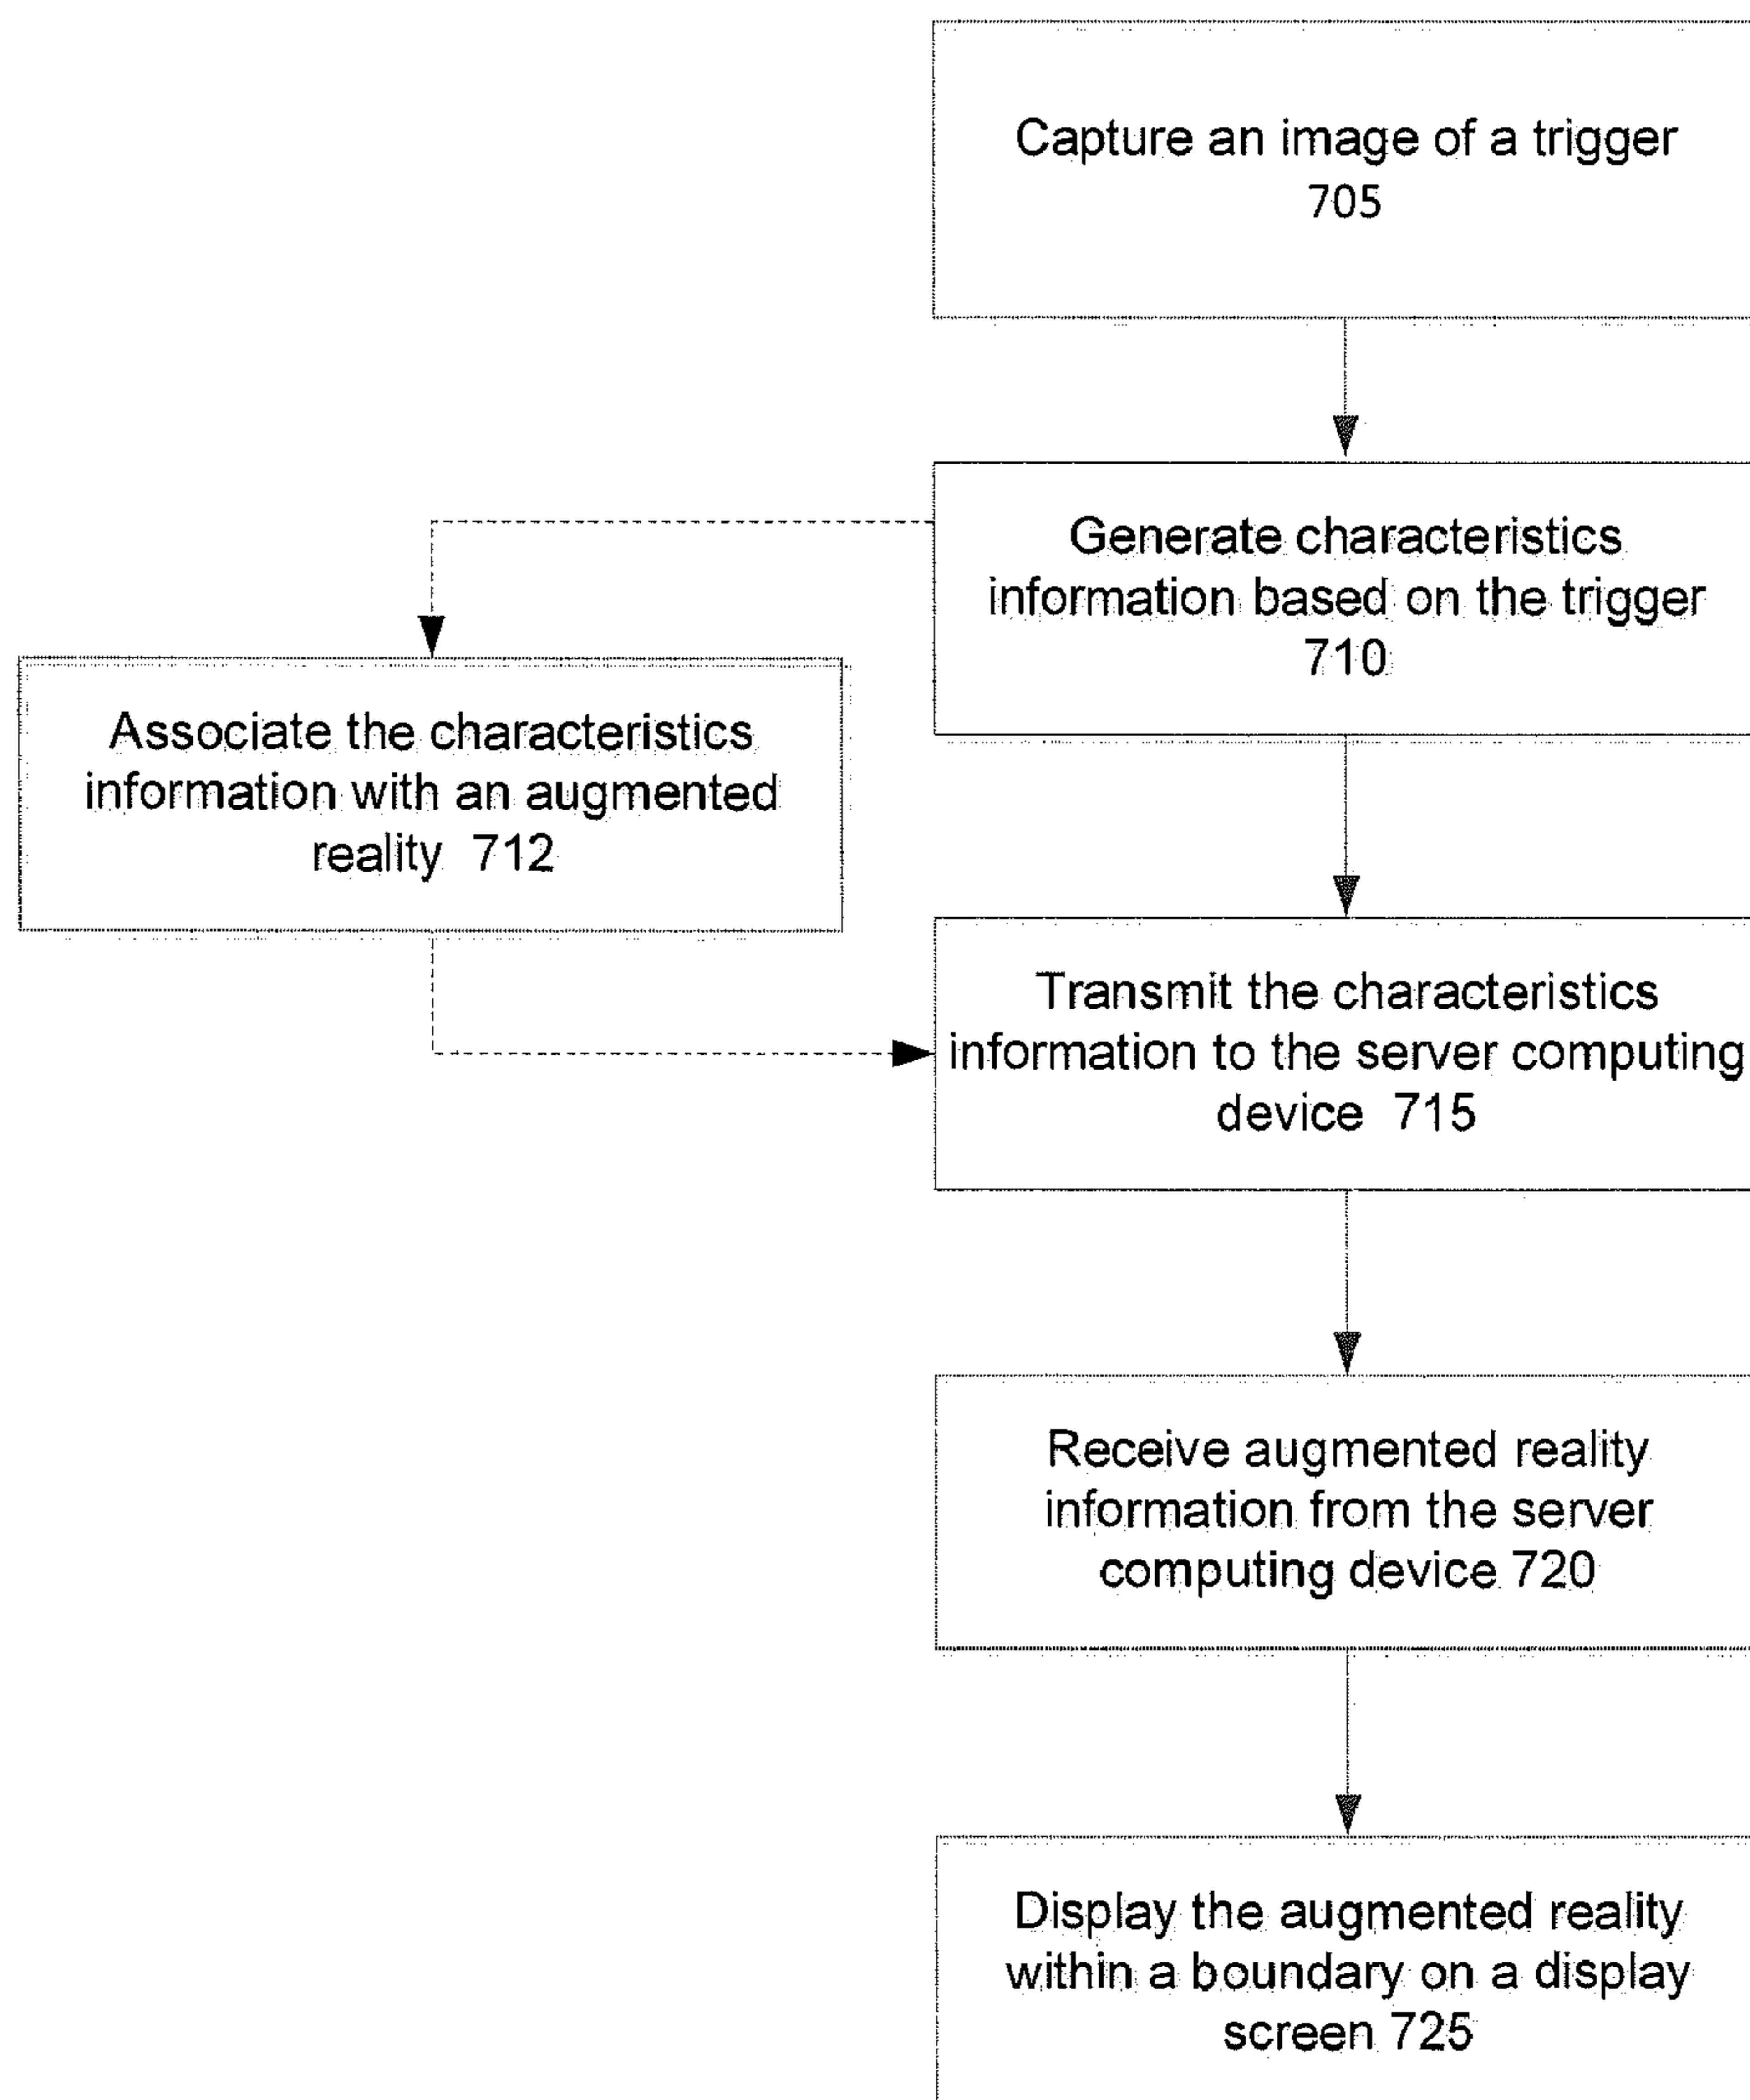 Capture an image of a trigger
705
Generate characteristics
information based on the trigger
710
Associate the characteristics
information with an augmented
reality 712
Transmit the characteristics
information to the server computing
device 715
Receive augmented reality
information from the server
computing device 720
Display the augmented reality
within a boundary on a display
screen 725